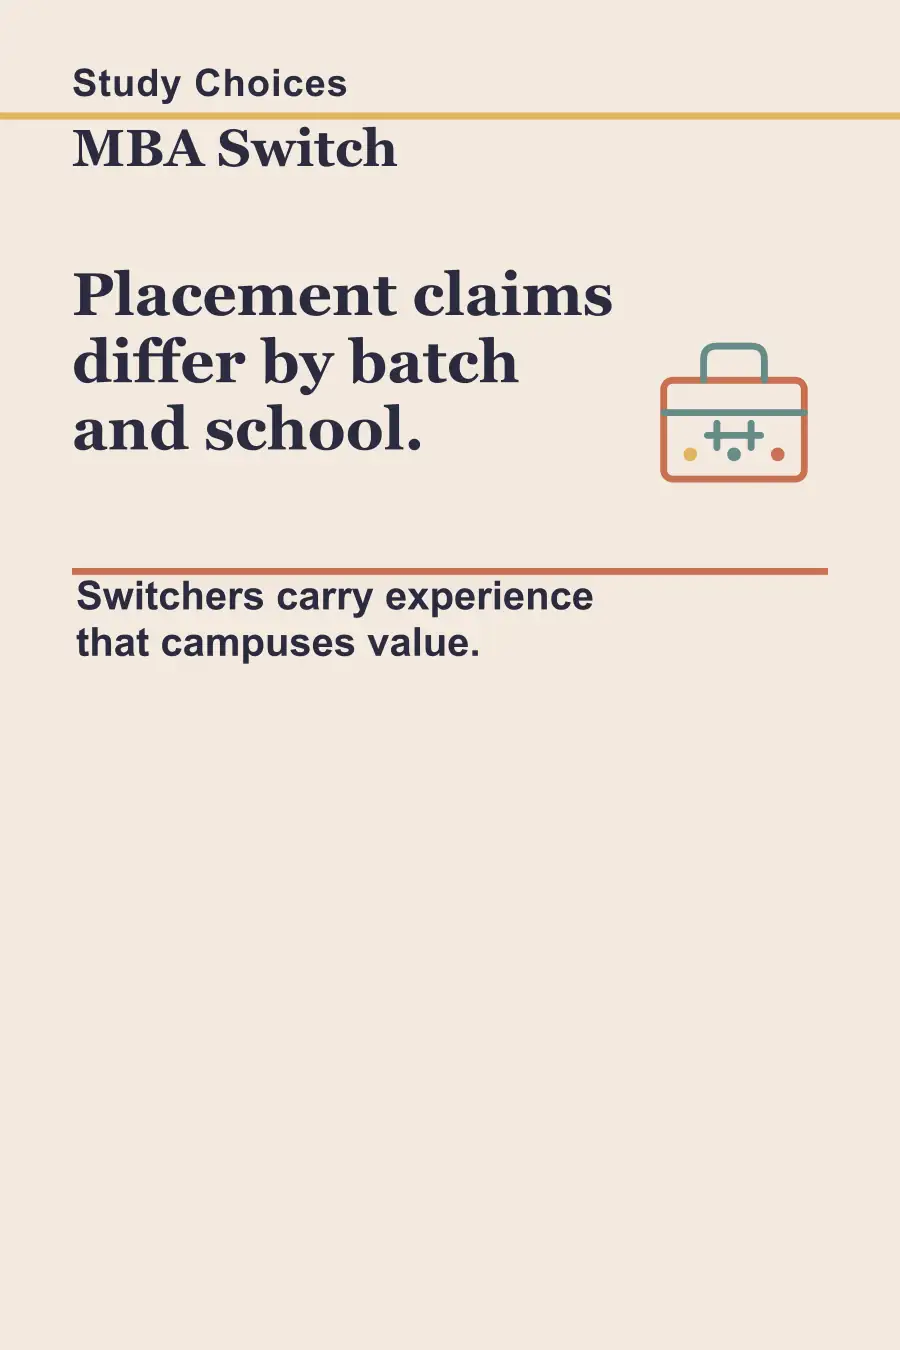 Study Choices
MBA Switch
Placement claims
differ by batch
and school.
Switchers carry experience
that campuses value.